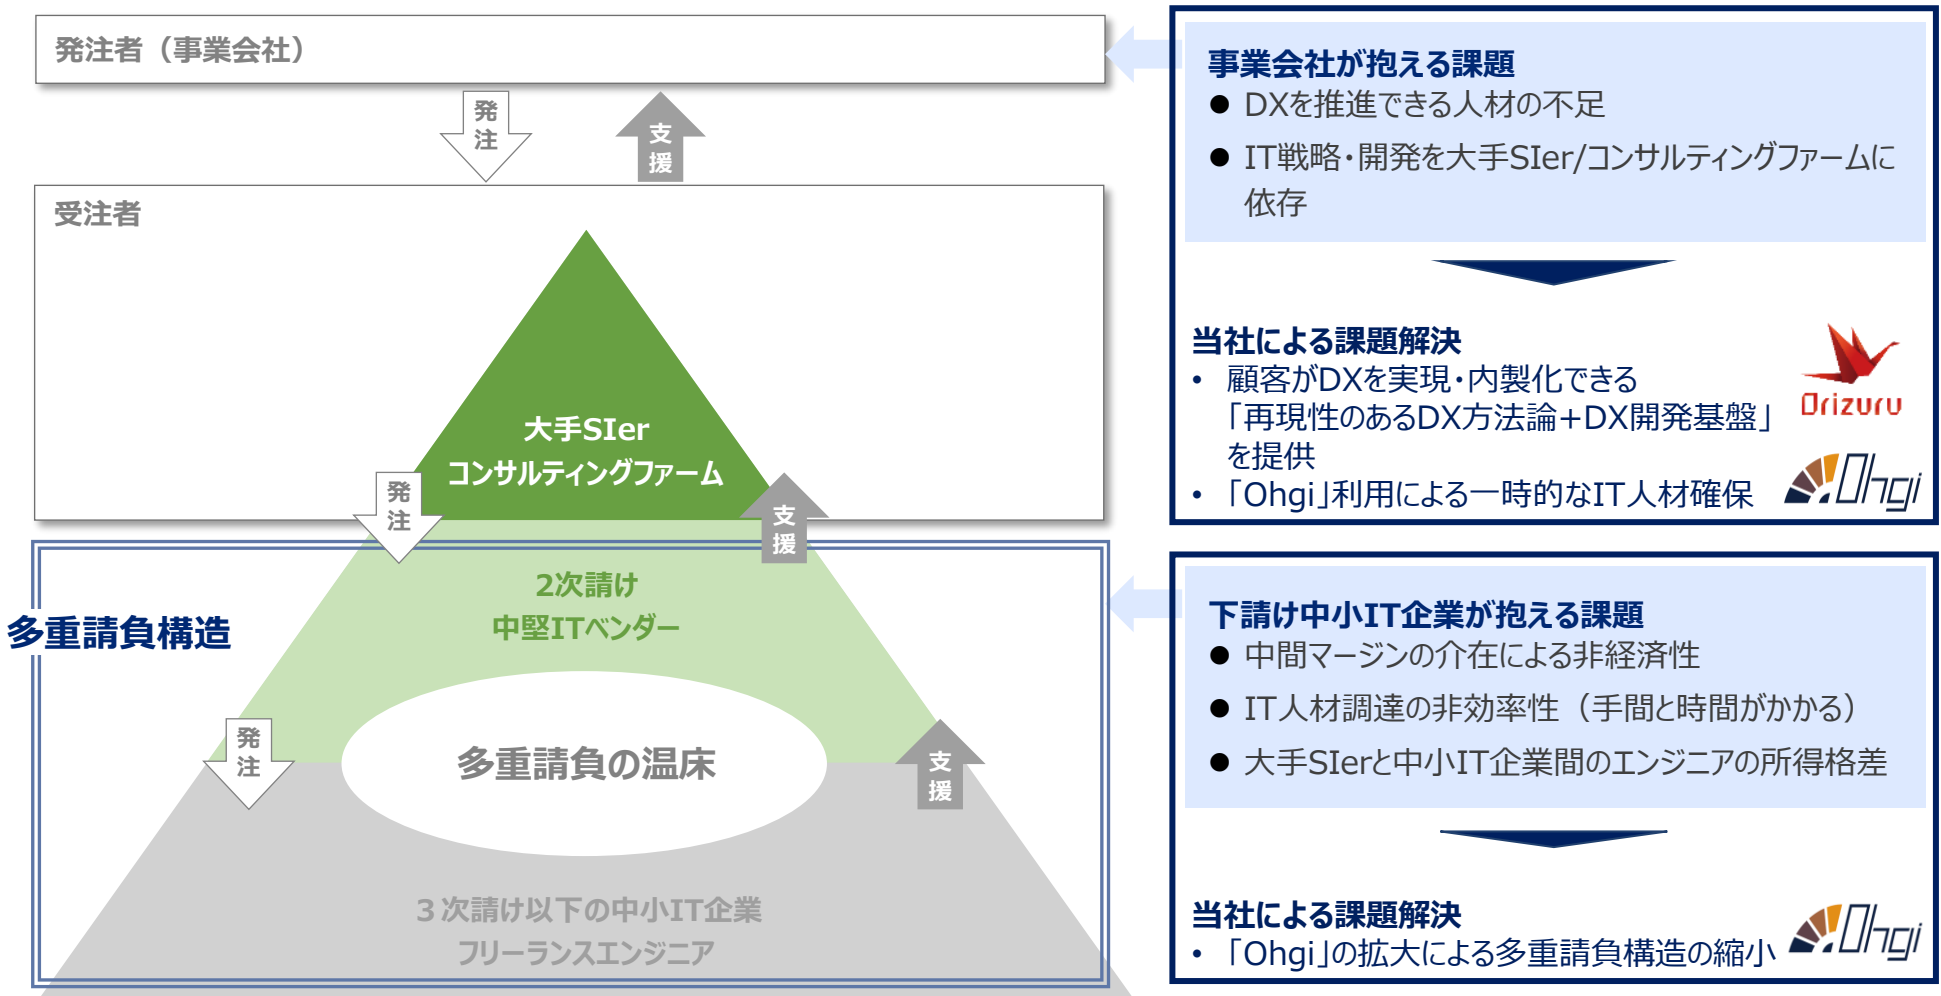 発注者（事業会社）
発注
支援
受注者
大手SIer
コンサルティングファーム
発注
支援
2次請け
中堅ITベンダー
多重請負構造
発注
多重請負の温床
支援
３次請け以下の中小IT企業
フリーランスエンジニア
事業会社が抱える課題
● DXを推進できる人材の不足
● IT戦略・開発を大手SIer/コンサルティングファームに
依存
当社による課題解決
• 顧客がDXを実現・内製化できる
「再現性のあるDX方法論+DX開発基盤」
を提供
• 「Ohgi」利用による一時的なIT人材確保
Orizuru
Ohgi
下請け中小IT企業が抱える課題
● 中間マージンの介在による非経済性
● IT人材調達の非効率性（手間と時間がかかる）
● 大手SIerと中小IT企業間のエンジニアの所得格差
当社による課題解決
• 「Ohgi」の拡大による多重請負構造の縮小
Ohgi